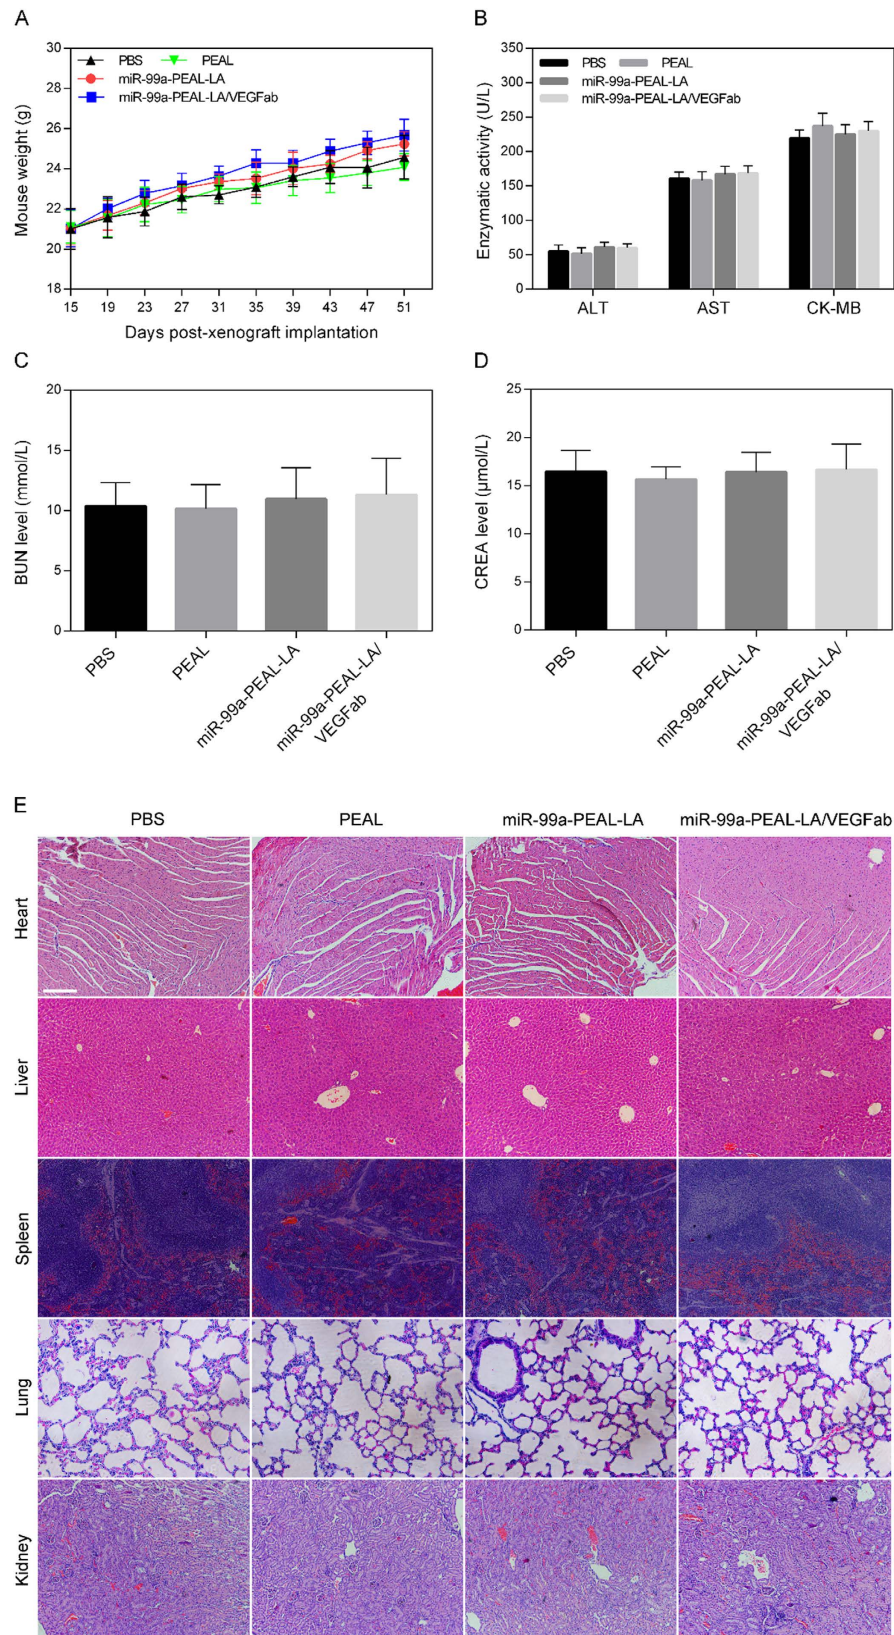 A
30
28
26
24
22
20
18
Mouse weight (g)
PBS PEAL
miR-99a-PEAL-LA
miR-99a-PEAL-LA/VEGFab
15 19 23 27 31 35 39 43 47 51
Days post-xenograft implantation
B
350
300
250
200
150
100
50
0
Enzymatic activity (U/L)
PBS PEAL
miR-99a-PEAL-LA
miR-99a-PEAL-LA/VEGFab
ALT AST CK-MB
C
20
15
10
5
0
BUN level (mmol/L)
PBS
PEAL
miR-99a-PEAL-LA
miR-99a-PEAL-LA/
VEGFab
D
25
20
15
10
5
0
CREA level (μmol/L)
PBS
PEAL
miR-99a-PEAL-LA
miR-99a-PEAL-LA/
VEGFab
E
PBS PEAL miR-99a-PEAL-LA miR-99a-PEAL-LA/VEGFab
Heart
Liver
Spleen
Lung
Kidney